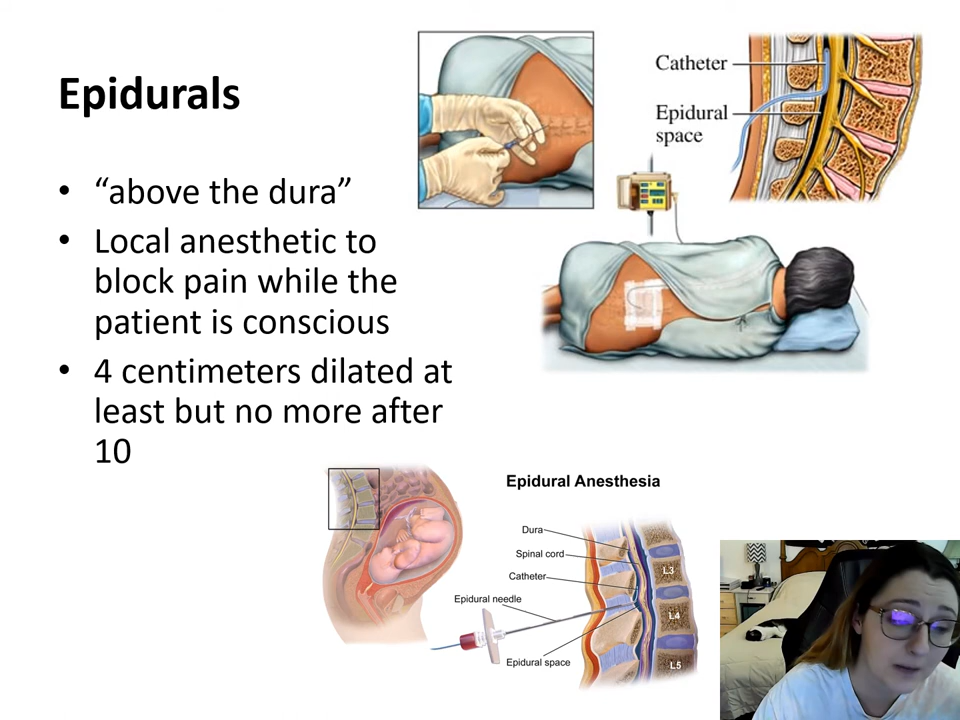 Epidurals
• “above the dura”
• Local anesthetic to
block pain while the
patient is conscious
• 4 centimeters dilated at
least but no more after
10
Catheter
Epidural
space
Epidural Anesthesia
Dura
Spinal cord
Catheter
Epidural needle
Epidural space
L3
L4
L5